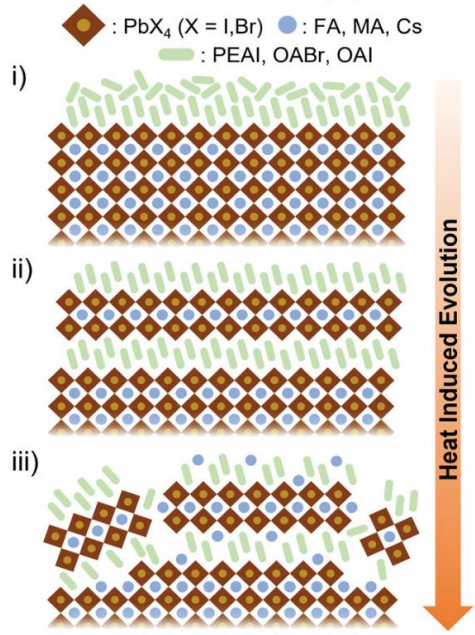 : PbX₄ (X = I,Br) : FA, MA, Cs
: PEAI, OABr, OAI
i)
ii)
iii)
Heat Induced Evolution